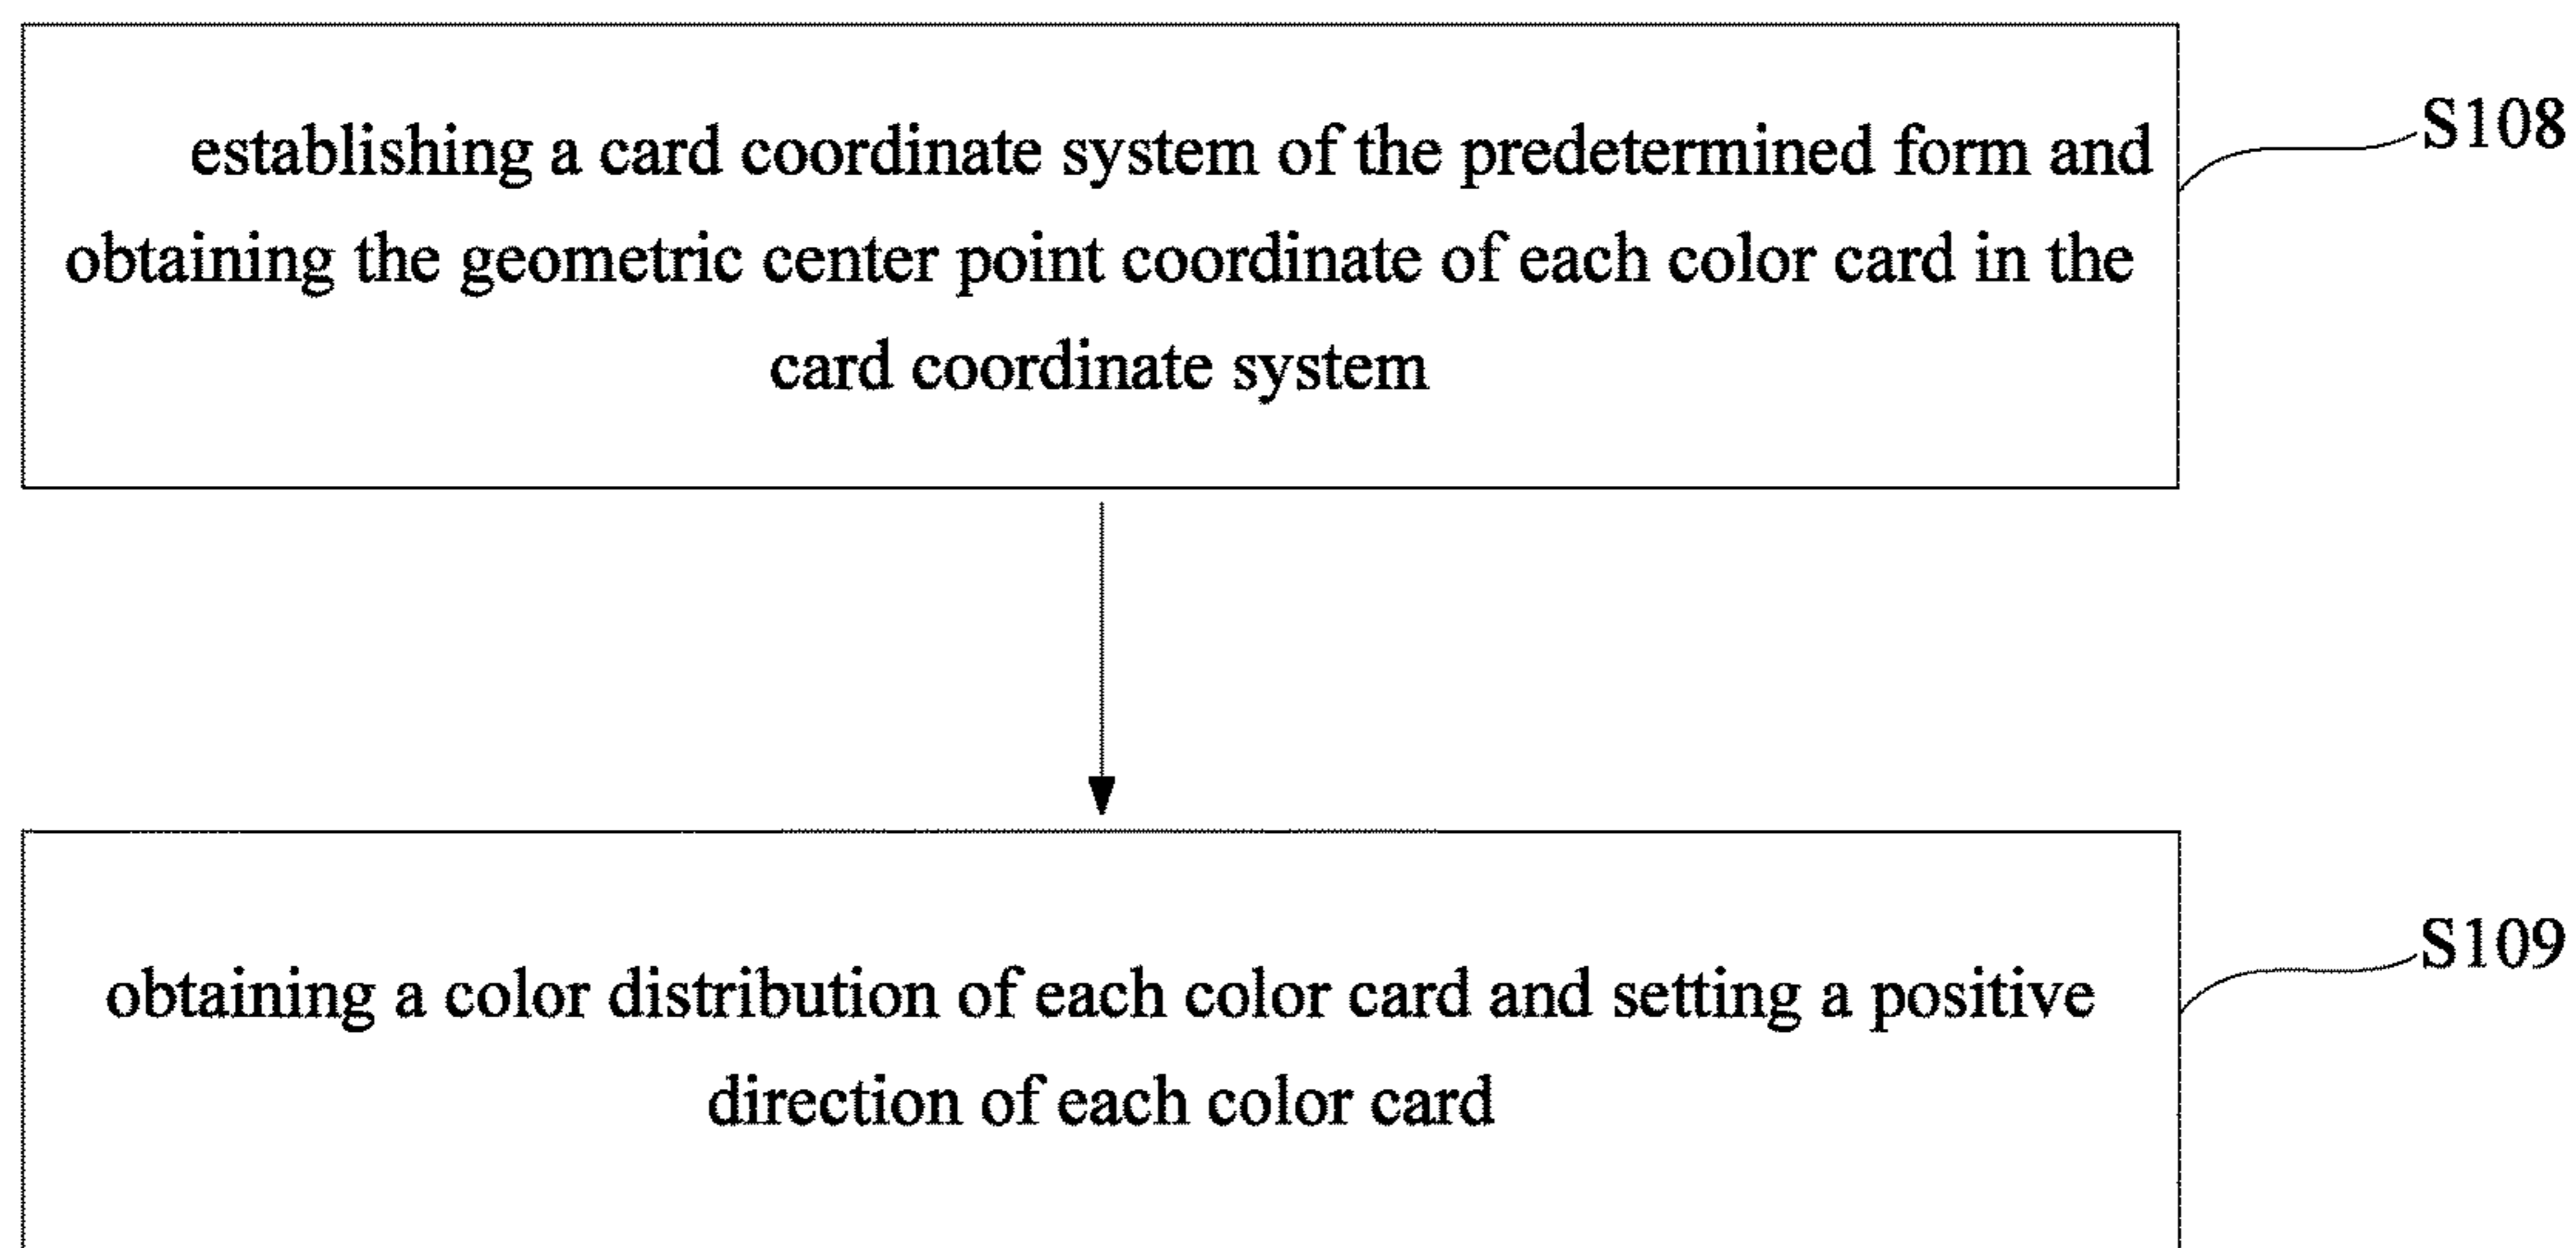 establishing a card coordinate system of the predetermined form and
obtaining the geometric center point coordinate of each color card in the
card coordinate system
S108
obtaining a color distribution of each color card and setting a positive
direction of each color card
S109